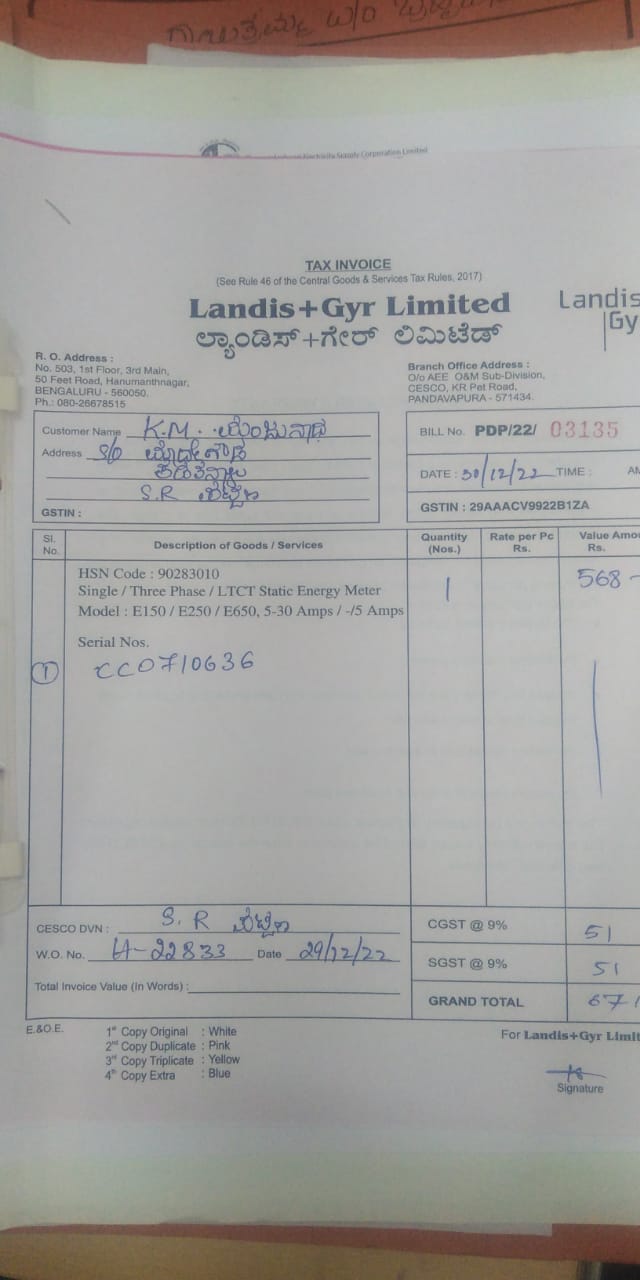 W/O
Electricity Supply Corporation Limited
TAX INVOICE
(See Rule 46 of the Central Goods & Services Tax Rules, 2017)
Landis+Gyr Limited
Landis
Gy
ಲ್ಯಾಂಡಿಸ್+ಗೇರ್ ಲಿಮಿಟೆಡ್
R. O. Address :
No. 503, 1st Floor, 3rd Main,
50 Feet Road, Hanumanthnagar,
BENGALURU - 560050.
Ph.: 080-26678515
Branch Office Address :
O/o AEE O&M Sub-Division,
CESCO, KR Pet Road,
PANDAVAPURA - 571434.
Customer Name K.M.
Address S/o
S.R
GSTIN :
BILL No. PDP/22/ 03135
DATE : 30/12/22 TIME : AM
GSTIN : 29AAACV9922B1ZA
Sl. No. Description of Goods / Services Quantity (Nos.) Rate per Pc Rs. Value Amou Rs.
HSN Code : 90283010
Single / Three Phase / LTCT Static Energy Meter 1 568-
Model : E150 / E250 / E650, 5-30 Amps / -/5 Amps
Serial Nos.
1 CC0710636
CESCO DVN : S.R
W.O. No. 22833 Date 29/12/22
Total Invoice Value (In Words) :
CGST @ 9% 51
SGST @ 9% 51
GRAND TOTAL 671
E.&O.E.
1st Copy Original : White
2nd Copy Duplicate : Pink
3rd Copy Triplicate : Yellow
4th Copy Extra : Blue
For Landis+Gyr Limit
Signature